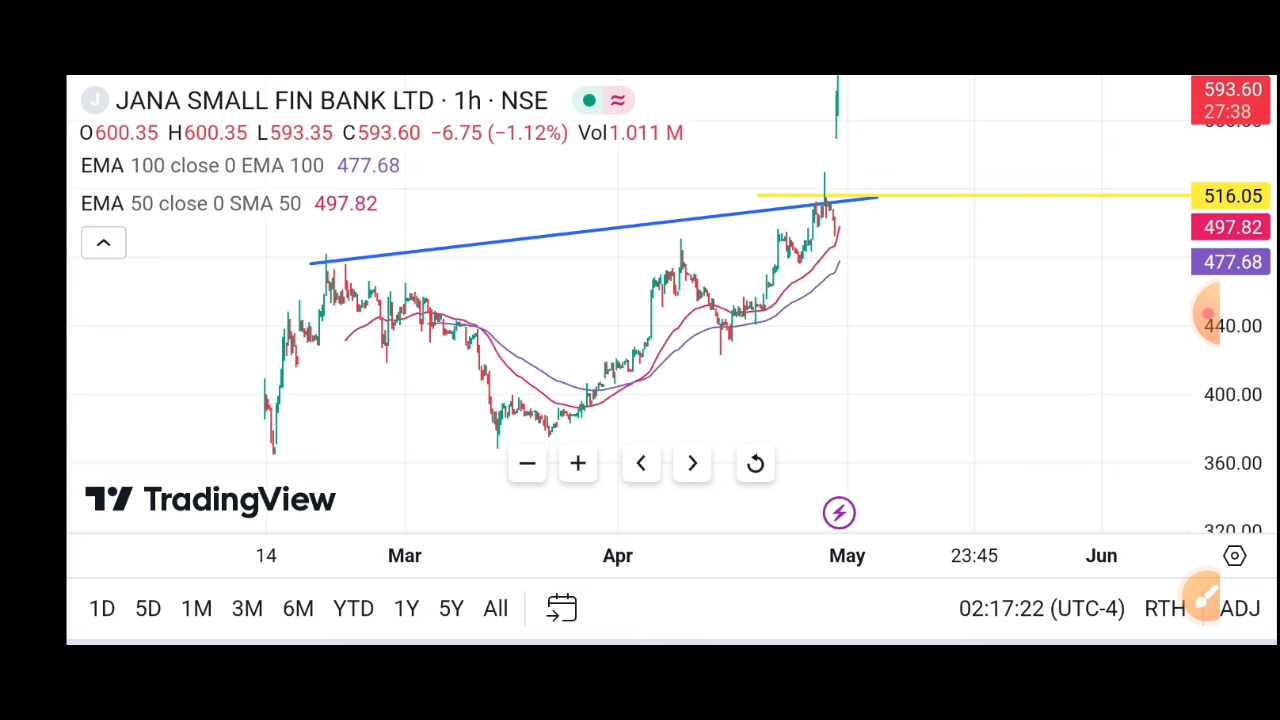 J JANA SMALL FIN BANK LTD · 1h · NSE
O600.35 H600.35 L593.35 C593.60 −6.75 (−1.12%) Vol1.011 M
EMA 100 close 0 EMA 100 477.68
EMA 50 close 0 SMA 50 497.82
593.60
27:38
516.05
497.82
477.68
440.00
400.00
360.00
320.00
TradingView
14 Mar Apr May 23:45 Jun
1D 5D 1M 3M 6M YTD 1Y 5Y All 02:17:22 (UTC-4) RTH ADJ